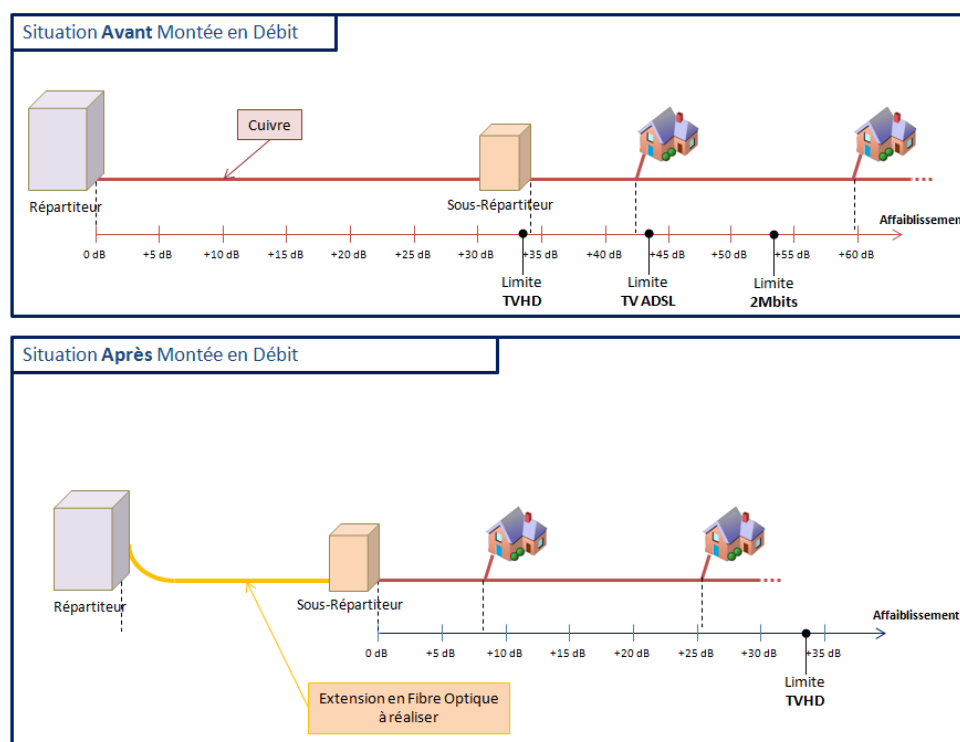 Situation Avant Montée en Débit
Cuivre
Répartiteur
Sous-Répartiteur
Affaiblissement
0 dB +5 dB +10 dB +15 dB +20 dB +25 dB +30 dB +35 dB +40 dB +45 dB +50 dB +55 dB +60 dB
Limite
TVHD
Limite
TV ADSL
Limite
2Mbits
Situation Après Montée en Débit
Répartiteur
Sous-Répartiteur
Affaiblissement
0 dB +5 dB +10 dB +15 dB +20 dB +25 dB +30 dB +35 dB
Limite
TVHD
Extension en Fibre Optique
à réaliser